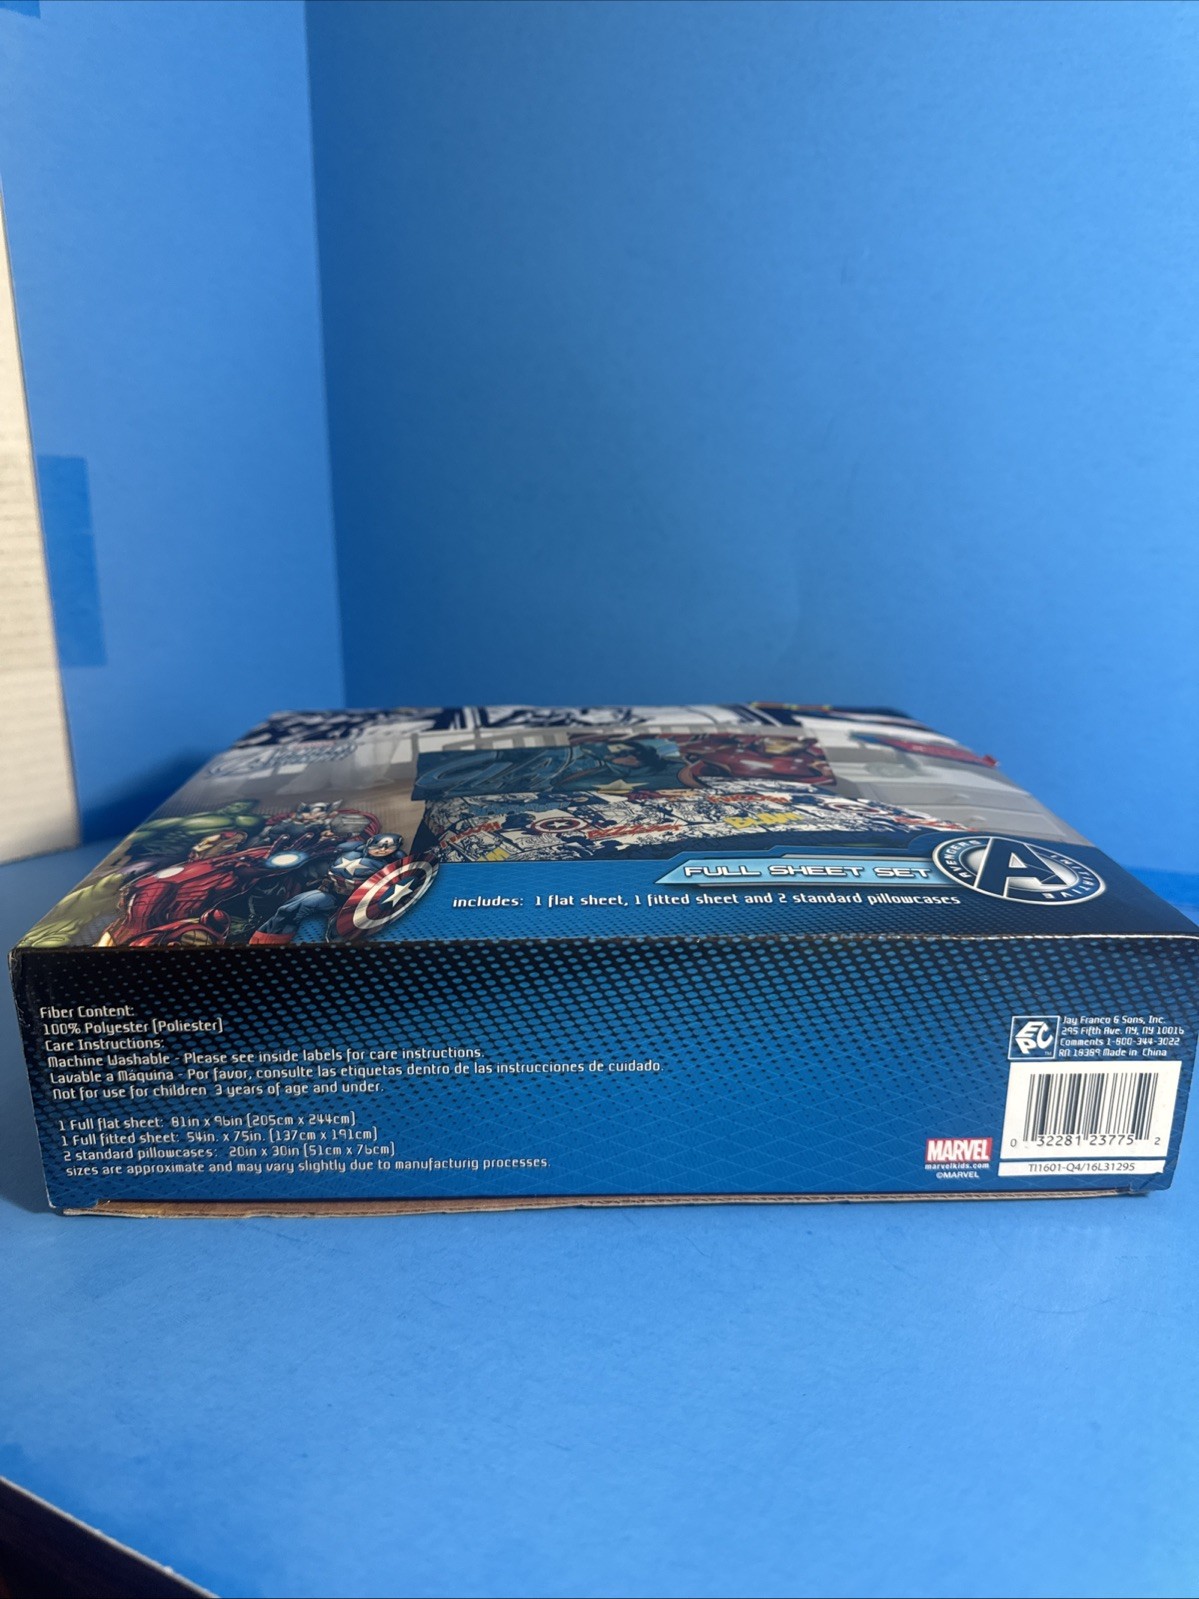 FULL SHEET SET
AVENGERS
A
includes: 1 flat sheet, 1 fitted sheet and 2 standard pillowcases
Fiber Content:
100% Polyester (Poliester)
Care Instructions:
Machine Washable - Please see inside labels for care instructions.
Lavable a Máquina - Por favor, consulte las etiquetas dentro de las instrucciones de cuidado.
Not for use for children 3 years of age and under.
1 Full flat sheet: 81in x 96in (205cm x 244cm)
1 Full fitted sheet: 54in. x 75in. (137cm x 191cm)
2 standard pillowcases: 20in x 30in (51cm x 76cm)
sizes are approximate and may vary slightly due to manufacturig processes.
MARVEL
marvelkids.com
©MARVEL
Jay Franco & Sons, Inc.
295 Fifth Ave. NY, NY 10016
Comments 1-800-344-3022
RN 18389 Made in China
0 32281 23775 2
TI1601-Q4/16L31295